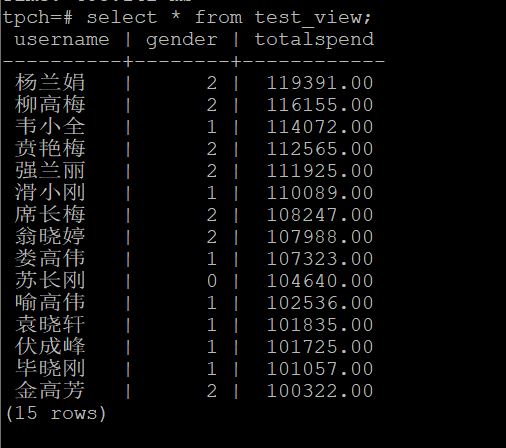 tpch=# select * from test_view;
 username | gender | totalspend
----------+--------+------------
 杨兰娟   |      2 |  119391.00
 柳高梅   |      2 |  116155.00
 韦小全   |      1 |  114072.00
 贲艳梅   |      2 |  112565.00
 强兰丽   |      2 |  111925.00
 滑小刚   |      1 |  110089.00
 席长梅   |      2 |  108247.00
 翁晓婷   |      2 |  107988.00
 娄高伟   |      1 |  107323.00
 苏长刚   |      0 |  104640.00
 喻高伟   |      1 |  102536.00
 袁晓轩   |      1 |  101835.00
 伏成峰   |      1 |  101725.00
 毕晓刚   |      1 |  101057.00
 金高芳   |      2 |  100322.00
(15 rows)